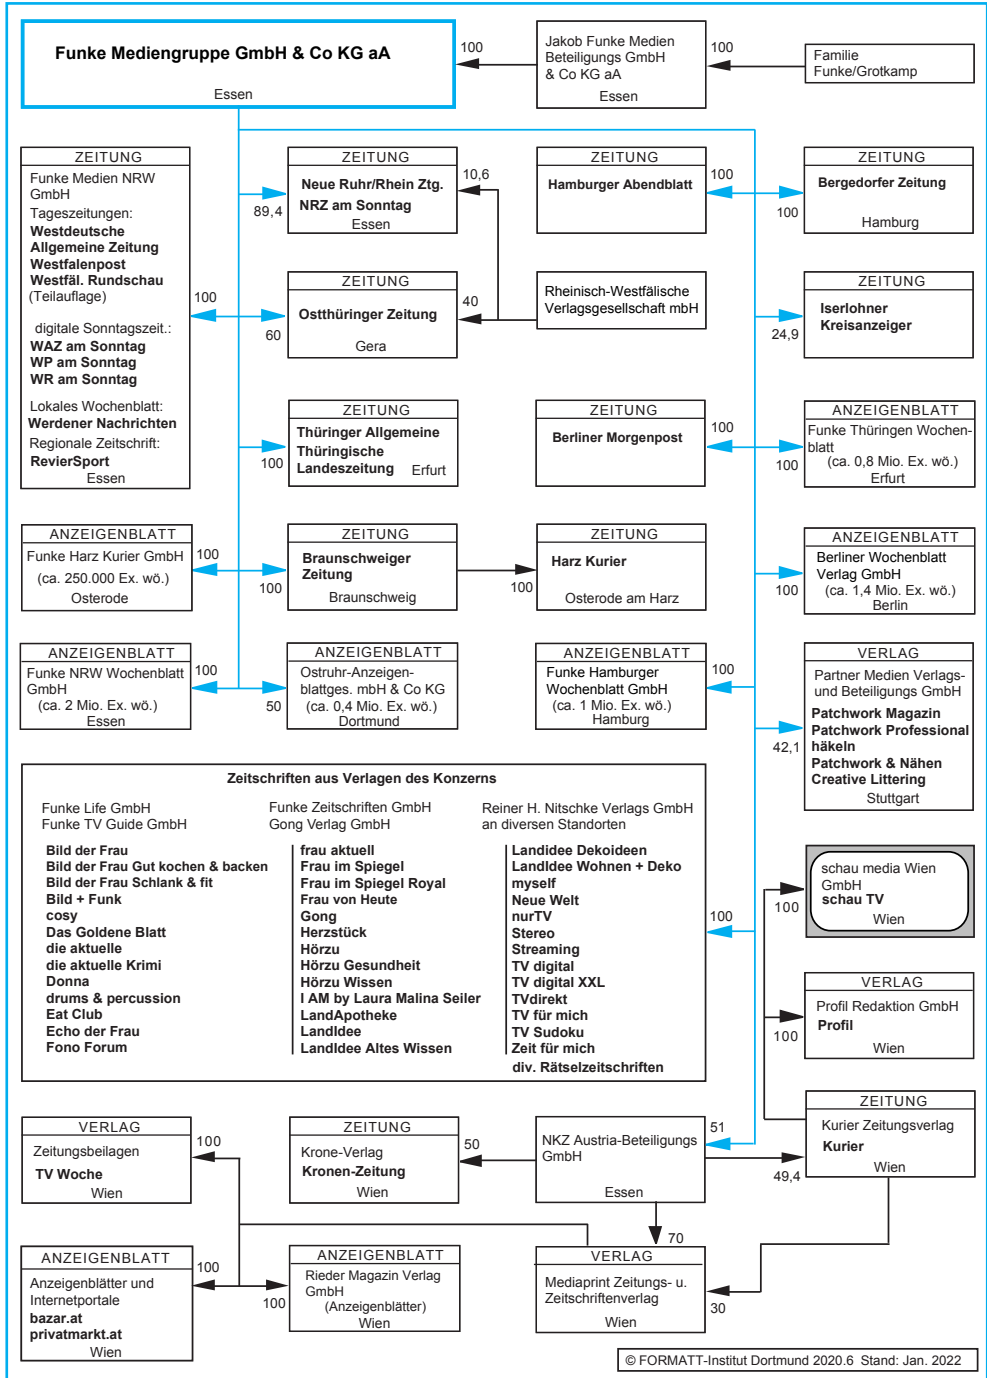 Funke Mediengruppe GmbH & Co KG aA
Essen
100
Jakob Funke Medien
Beteiligungs GmbH
& Co KG aA
Essen
100
Familie
Funke/Grotkamp
ZEITUNG
Funke Medien NRW
GmbH
Tageszeitungen:
Westdeutsche
Allgemeine Zeitung
Westfalenpost
Westfäl. Rundschau
(Teilauflage)
digitale Sonntagszeit.:
WAZ am Sonntag
WP am Sonntag
WR am Sonntag
Lokales Wochenblatt:
Werdener Nachrichten
Regionale Zeitschrift:
RevierSport
Essen
100
ZEITUNG
Neue Ruhr/Rhein Ztg.
NRZ am Sonntag
Essen
89,4
10,6
ZEITUNG
Hamburger Abendblatt
100
ZEITUNG
Bergedorfer Zeitung
Hamburg
100
ZEITUNG
Ostthüringer Zeitung
Gera
60
40
Rheinisch-Westfälische
Verlagsgesellschaft mbH
ZEITUNG
Iserlohner
Kreisanzeiger
24,9
ZEITUNG
Thüringer Allgemeine
Thüringische
Landeszeitung Erfurt
100
ZEITUNG
Berliner Morgenpost
100
ANZEIGENBLATT
Funke Thüringen Wochen-
blatt
(ca. 0,8 Mio. Ex. wö.)
Erfurt
100
ANZEIGENBLATT
Funke Harz Kurier GmbH
(ca. 250.000 Ex. wö.)
Osterode
100
ZEITUNG
Braunschweiger
Zeitung
Braunschweig
100
ZEITUNG
Harz Kurier
Osterode am Harz
100
ANZEIGENBLATT
Berliner Wochenblatt
Verlag GmbH
(ca. 1,4 Mio. Ex. wö.)
Berlin
100
ANZEIGENBLATT
Funke NRW Wochenblatt
GmbH
(ca. 2 Mio. Ex. wö.)
Essen
100
ANZEIGENBLATT
Ostruhr-Anzeigen-
blattges. mbH & Co KG
(ca. 0,4 Mio. Ex. wö.)
Dortmund
50
ANZEIGENBLATT
Funke Hamburger
Wochenblatt GmbH
(ca. 1 Mio. Ex. wö.)
Hamburg
100
VERLAG
Partner Medien Verlags-
und Beteiligungs GmbH
Patchwork Magazin
Patchwork Professional
häkeln
Patchwork & Nähen
Creative Littering
Stuttgart
42,1
Zeitschriften aus Verlagen des Konzerns
Funke Life GmbH
Funke TV Guide GmbH
Bild der Frau
Bild der Frau Gut kochen & backen
Bild der Frau Schlank & fit
Bild + Funk
cosy
Das Goldene Blatt
die aktuelle
die aktuelle Krimi
Donna
drums & percussion
Eat Club
Echo der Frau
Fono Forum
Funke Zeitschriften GmbH
Gong Verlag GmbH
frau aktuell
Frau im Spiegel
Frau im Spiegel Royal
Frau von Heute
Gong
Herzstück
Hörzu
Hörzu Gesundheit
Hörzu Wissen
I AM by Laura Malina Seiler
LandApotheke
LandIdee
LandIdee Altes Wissen
Reiner H. Nitschke Verlags GmbH
an diversen Standorten
Landidee Dekoideen
LandIdee Wohnen + Deko
myself
Neue Welt
nurTV
Stereo
Streaming
TV digital
TV digital XXL
TVdirekt
TV für mich
TV Sudoku
Zeit für mich
div. Rätselzeitschriften
100
schau media Wien
GmbH
schau TV
Wien
100
VERLAG
Profil Redaktion GmbH
Profil
Wien
100
VERLAG
Zeitungsbeilagen
TV Woche
Wien
100
ZEITUNG
Krone-Verlag
Kronen-Zeitung
Wien
50
NKZ Austria-Beteiligungs
GmbH
Essen
51
ZEITUNG
Kurier Zeitungsverlag
Kurier
Wien
49,4
ANZEIGENBLATT
Anzeigenblätter und
Internetportale
bazar.at
privatmarkt.at
Wien
100
ANZEIGENBLATT
Rieder Magazin Verlag
GmbH
(Anzeigenblätter)
Wien
100
70
VERLAG
Mediaprint Zeitungs- u.
Zeitschriftenverlag
Wien
30
© FORMATT-Institut Dortmund 2020.6 Stand: Jan. 2022